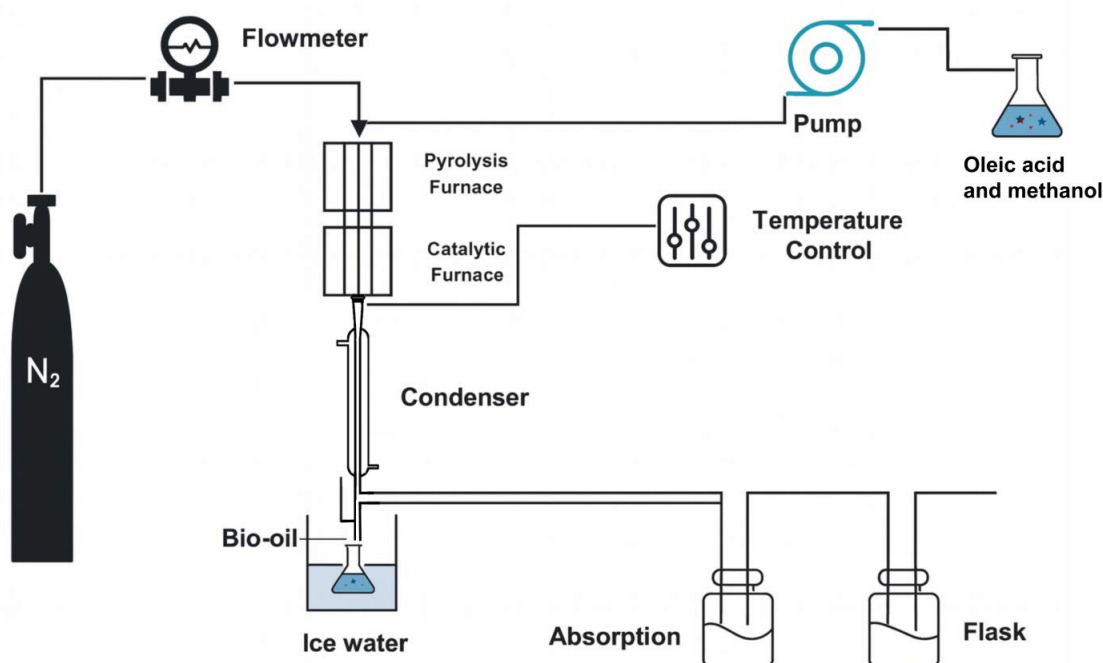 Flowmeter
Pump
Oleic acid
and methanol
Pyrolysis
Furnace
Temperature
Control
Catalytic
Furnace
N₂
Condenser
Bio-oil
Ice water
Absorption
Flask